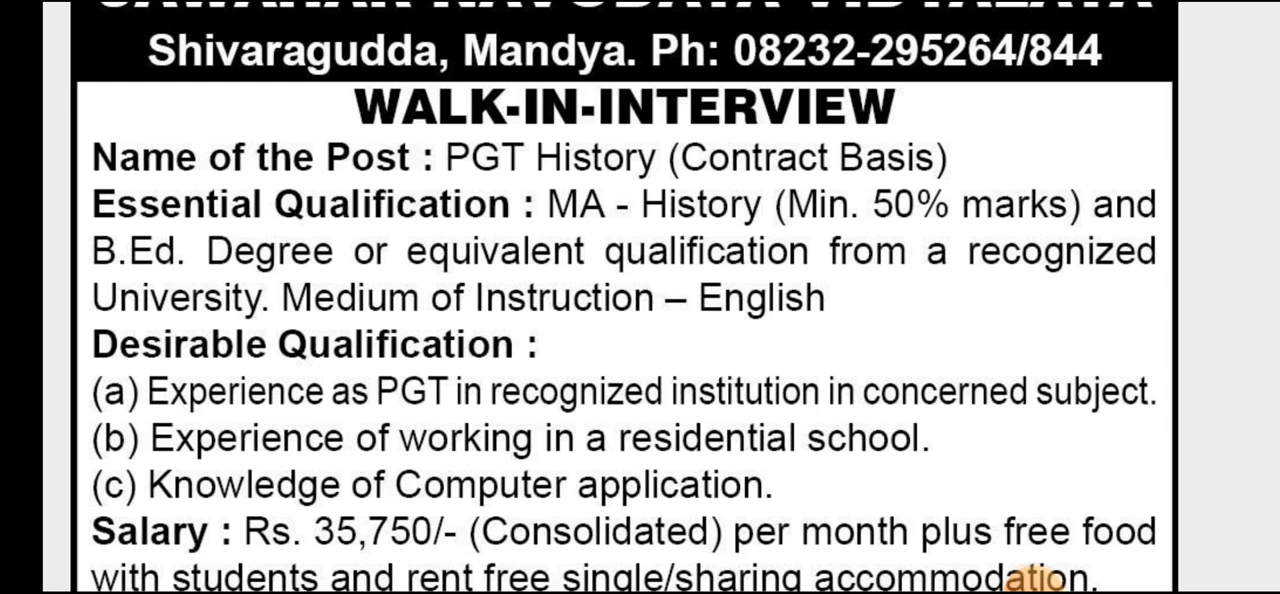 JAWAHAR NAVODAYA VIDYALAYA
Shivaragudda, Mandya. Ph: 08232-295264/844
WALK-IN-INTERVIEW
Name of the Post : PGT History (Contract Basis)
Essential Qualification : MA - History (Min. 50% marks) and
B.Ed. Degree or equivalent qualification from a recognized
University. Medium of Instruction – English
Desirable Qualification :
(a) Experience as PGT in recognized institution in concerned subject.
(b) Experience of working in a residential school.
(c) Knowledge of Computer application.
Salary : Rs. 35,750/- (Consolidated) per month plus free food
with students and rent free single/sharing accommodation.